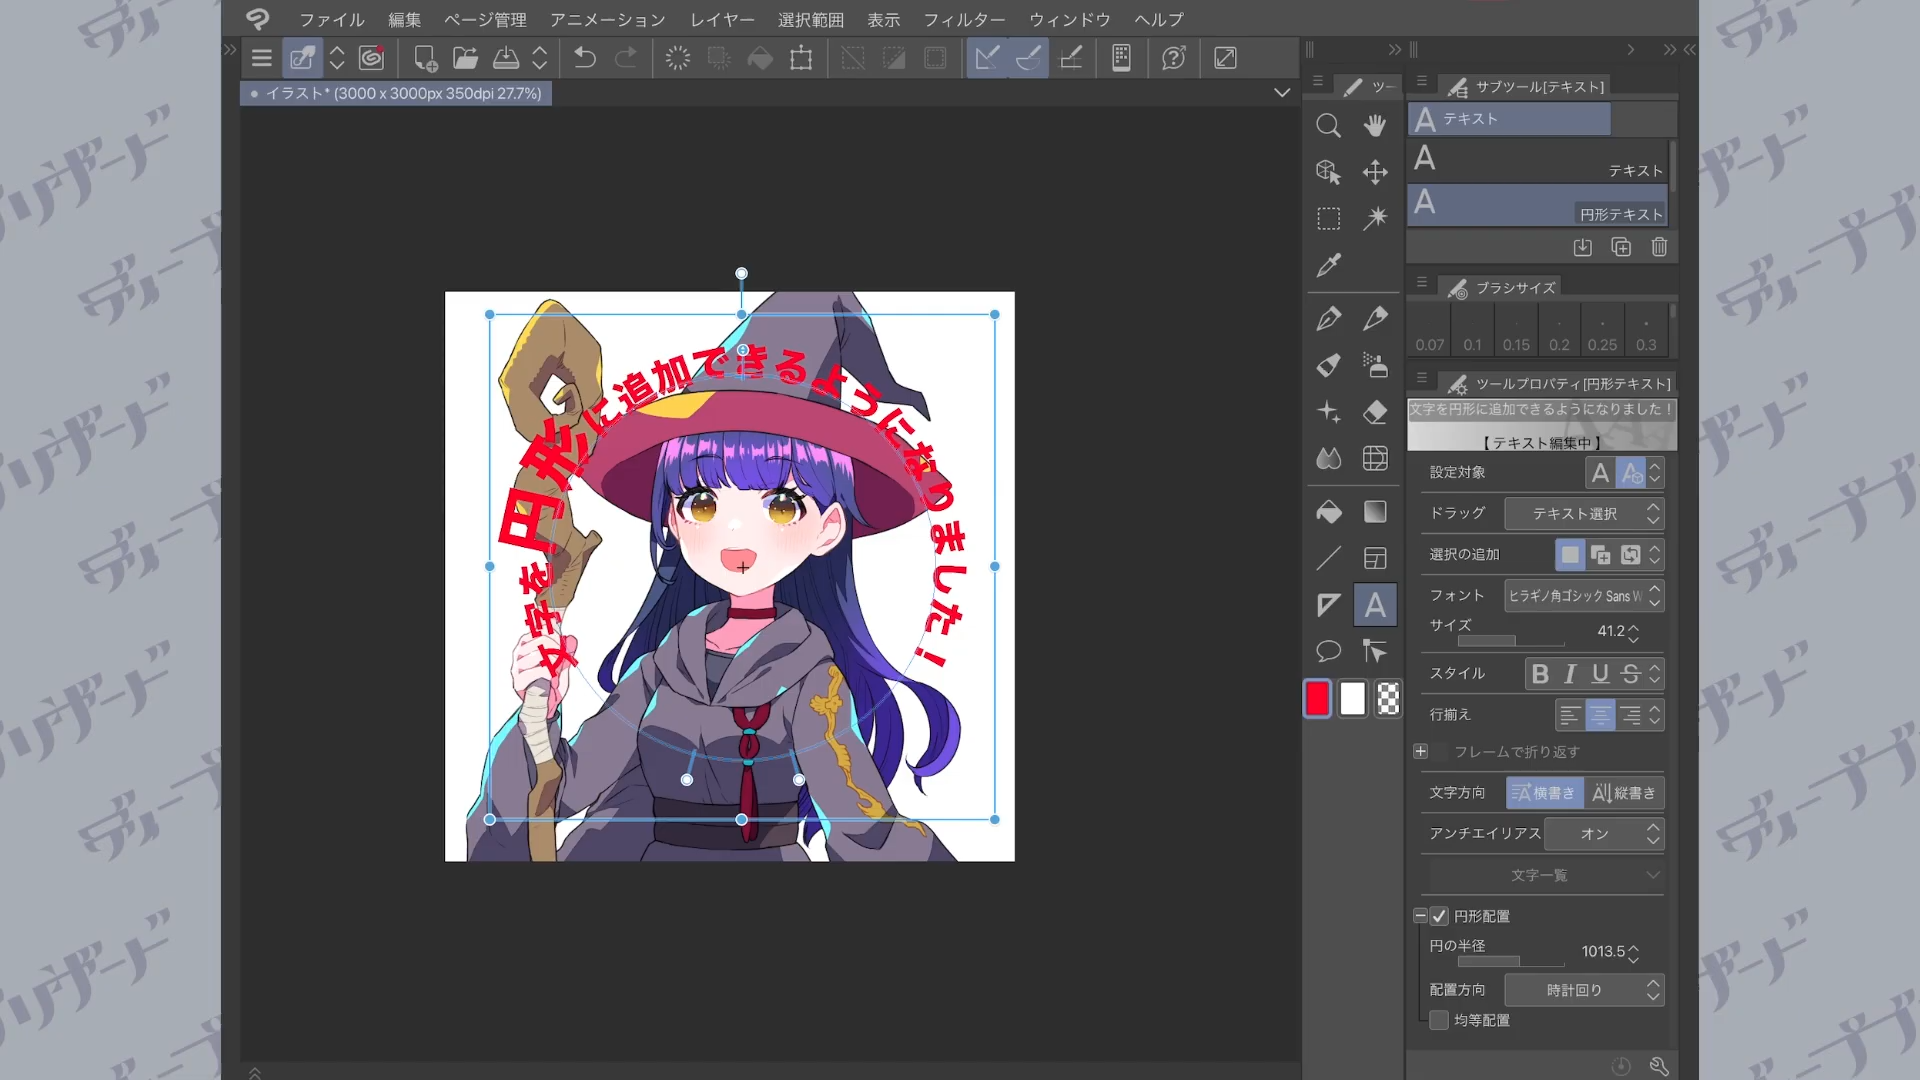 ファイル 編集 ページ管理 アニメーション レイヤー 選択範囲 表示 フィルター ウィンドウ ヘルプ
イラスト* (3000 x 3000px 350dpi 27.7%)
文字を円形に追加できるようになりました！
ツー
サブツール[テキスト]
A テキスト
A テキスト
A 円形テキスト
ブラシサイズ
0.07 0.1 0.15 0.2 0.25 0.3
ツールプロパティ[円形テキスト]
文字を円形に追加できるようになりました！
【 テキスト編集中 】
設定対象
ドラッグ テキスト選択
選択の追加
フォント ヒラギノ角ゴシック Sans W
サイズ 41.2
スタイル B I U S
行揃え
フレームで折り返す
文字方向 横書き 縦書き
アンチエイリアス オン
文字一覧
円形配置
円の半径 1013.5
配置方向 時計回り
均等配置